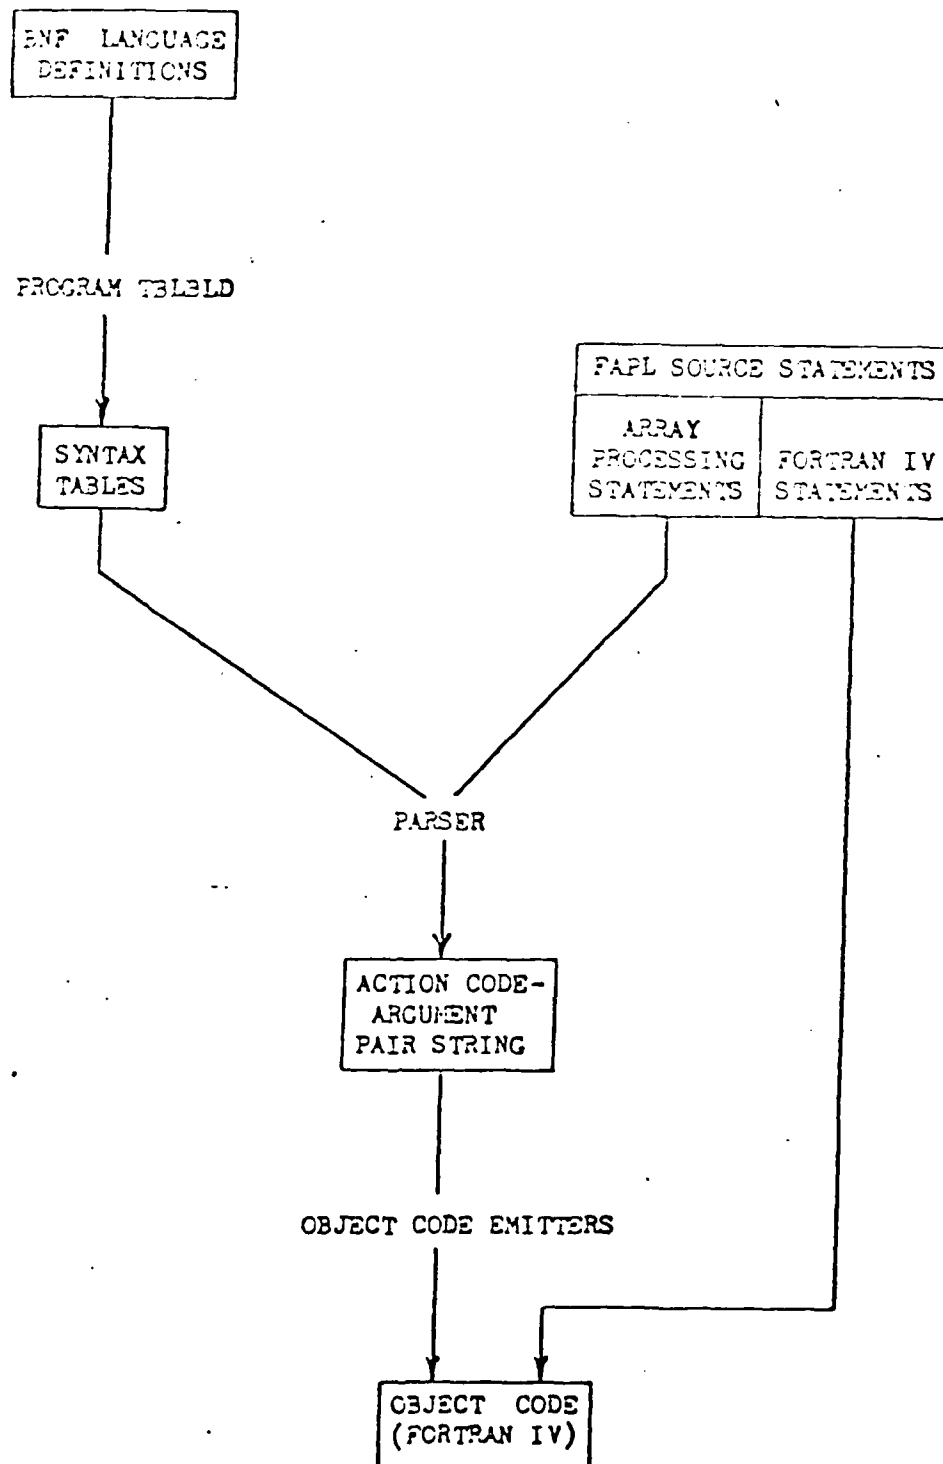 BNF LANGUAGE
DEFINITIONS
PROGRAM TBLBLD
SYNTAX
TABLES
FAPL SOURCE STATEMENTS
ARRAY
PROCESSING
STATEMENTS
FORTRAN IV
STATEMENTS
PARSER
ACTION CODE-
ARGUMENT
PAIR STRING
OBJECT CODE EMITTERS
OBJECT CODE
(FORTRAN IV)